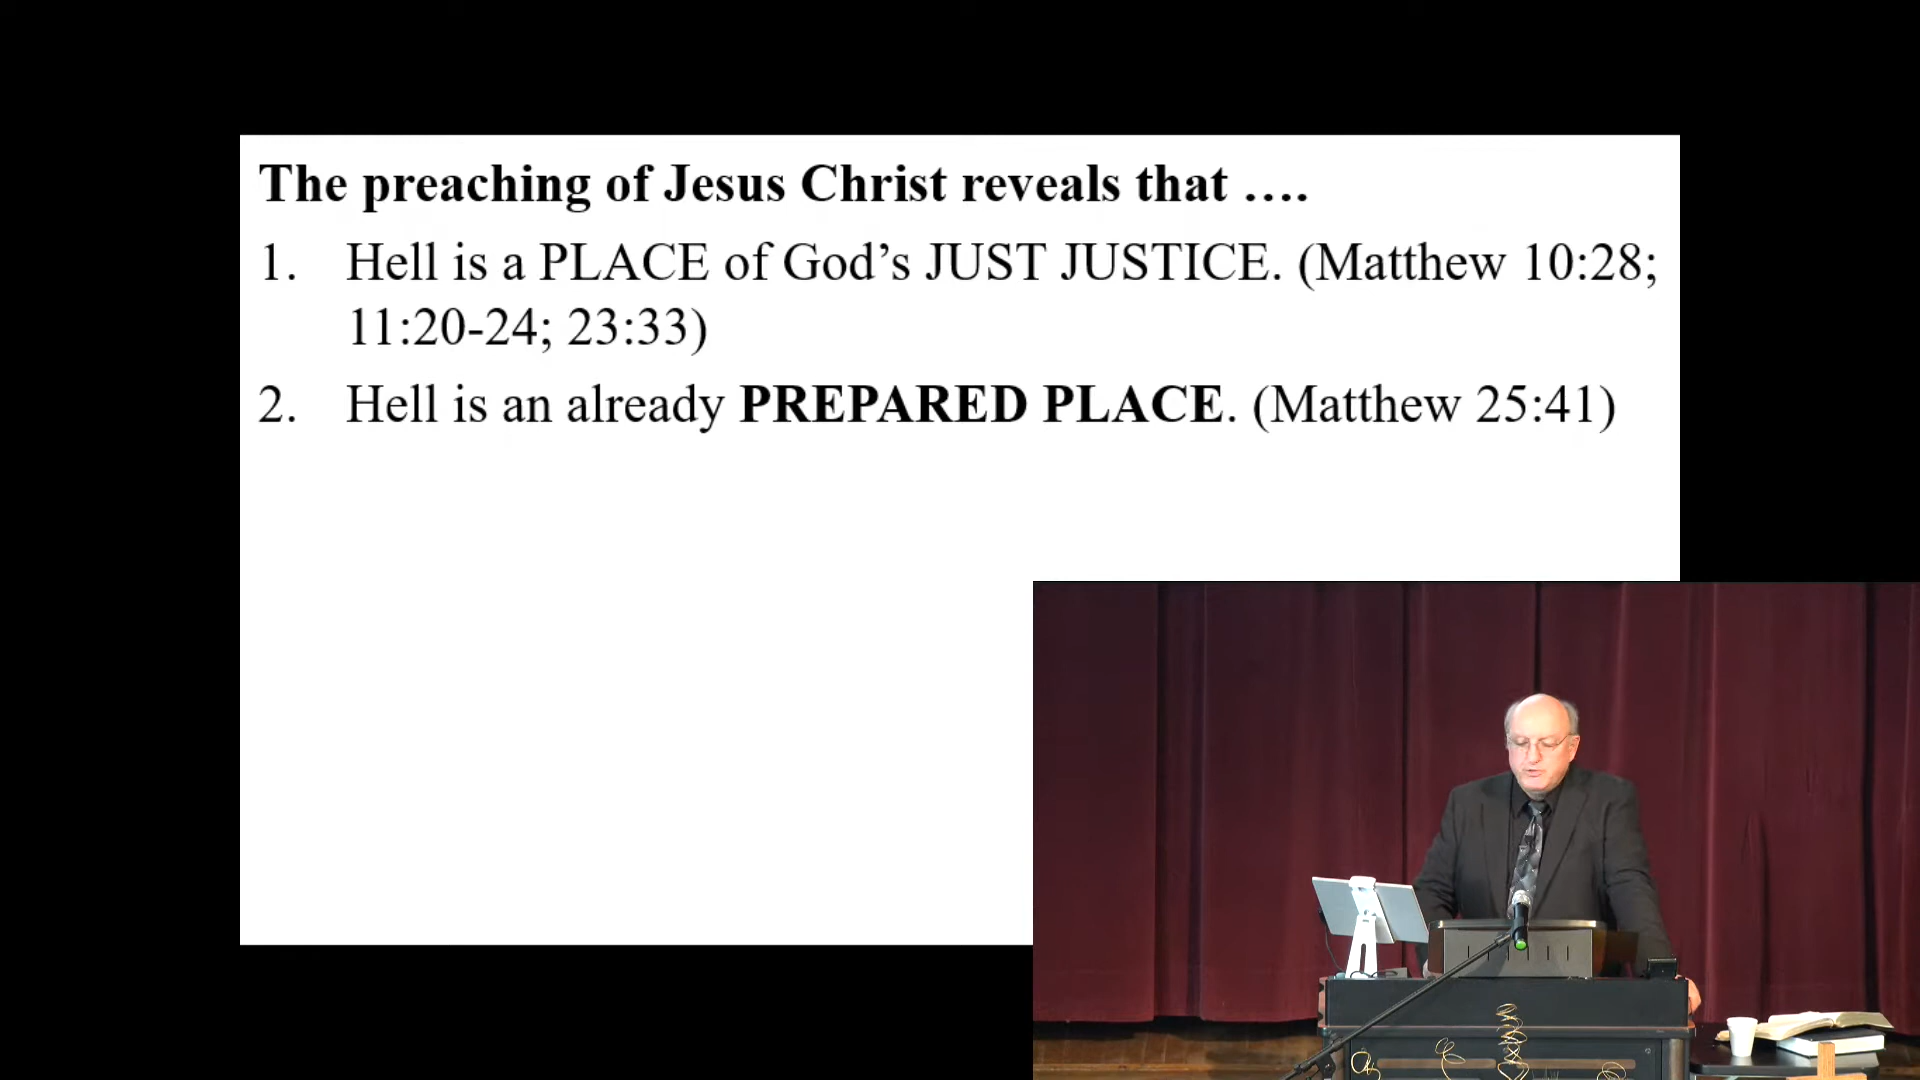 The preaching of Jesus Christ reveals that ….
1. Hell is a PLACE of God’s JUST JUSTICE. (Matthew 10:28;
11:20-24; 23:33)
2. Hell is an already PREPARED PLACE. (Matthew 25:41)